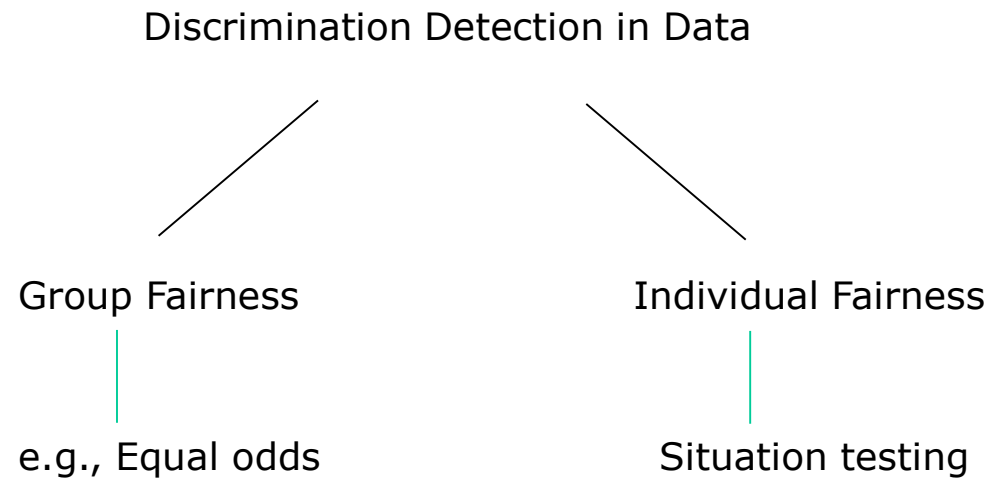 Discrimination Detection in Data
Group Fairness
Individual Fairness
e.g., Equal odds
Situation testing